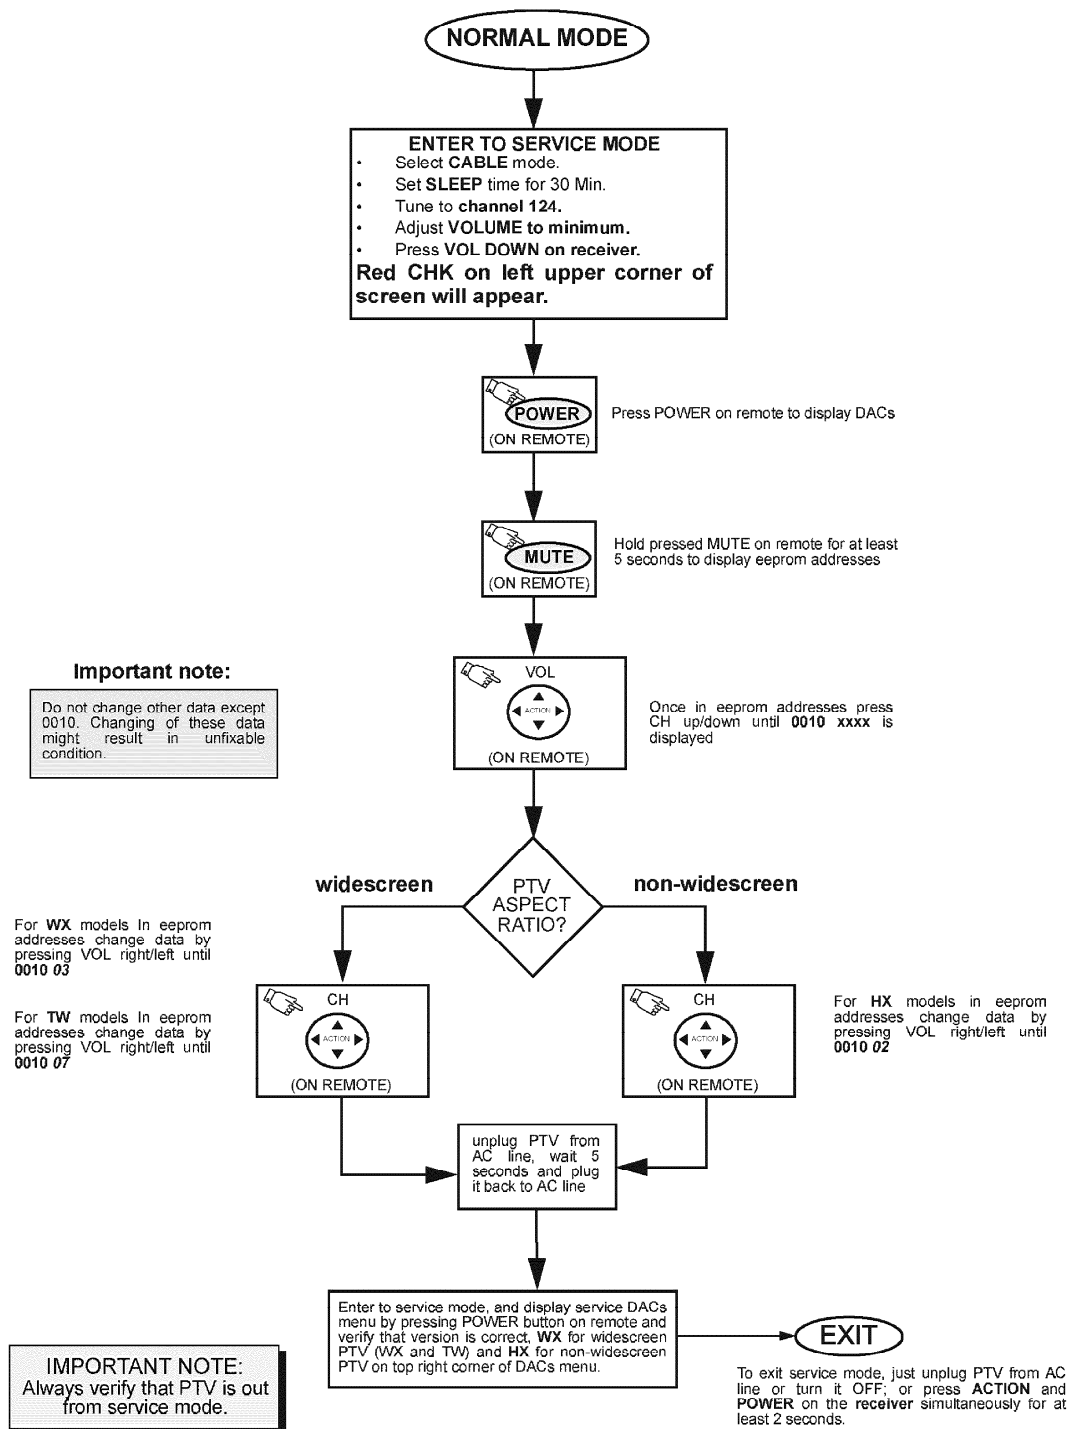 NORMAL MODE
ENTER TO SERVICE MODE
• Select CABLE mode.
• Set SLEEP time for 30 Min.
• Tune to channel 124.
• Adjust VOLUME to minimum.
• Press VOL DOWN on receiver.
Red CHK on left upper corner of
screen will appear.
POWER
(ON REMOTE)
Press POWER on remote to display DACs
MUTE
(ON REMOTE)
Hold pressed MUTE on remote for at least
5 seconds to display eeprom addresses
Important note:
Do not change other data except
0010. Changing of these data
might result in unfixable
condition.
VOL
ACTION
(ON REMOTE)
Once in eeprom addresses press
CH up/down until 0010 xxxx is
displayed
PTV
ASPECT
RATIO?
widescreen
non-widescreen
For WX models In eeprom
addresses change data by
pressing VOL right/left until
0010 03
For TW models In eeprom
addresses change data by
pressing VOL right/left until
0010 07
CH
ACTION
(ON REMOTE)
CH
ACTION
(ON REMOTE)
For HX models in eeprom
addresses change data by
pressing VOL right/left until
0010 02
unplug PTV from
AC line, wait 5
seconds and plug
it back to AC line
Enter to service mode, and display service DACs
menu by pressing POWER button on remote and
verify that version is correct, WX for widescreen
PTV (WX and TW) and HX for non-widescreen
PTV on top right corner of DACs menu.
EXIT
To exit service mode, just unplug PTV from AC
line or turn it OFF; or press ACTION and
POWER on the receiver simultaneously for at
least 2 seconds.
IMPORTANT NOTE:
Always verify that PTV is out
from service mode.